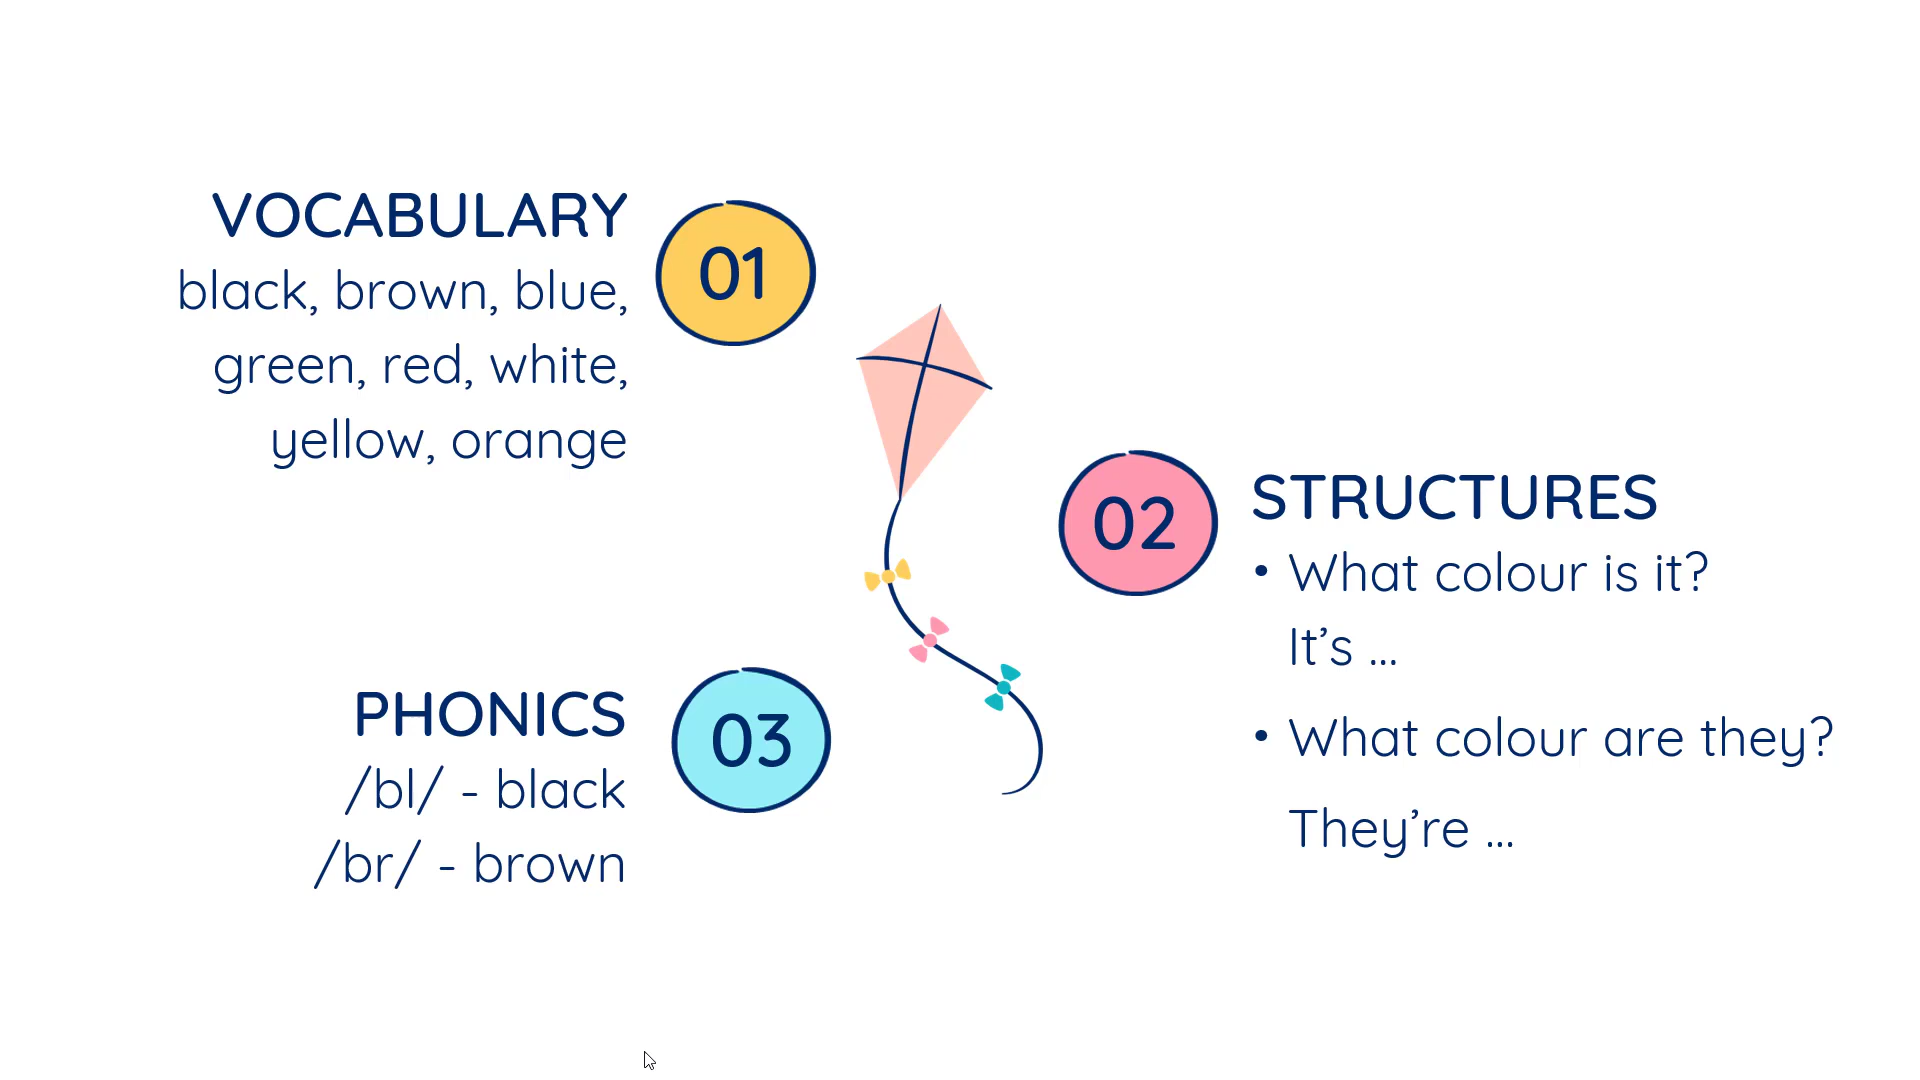 VOCABULARY
black, brown, blue,
green, red, white,
yellow, orange
01
02
STRUCTURES
• What colour is it?
It’s ...
• What colour are they?
They’re ...
PHONICS
/bl/ - black
/br/ - brown
03